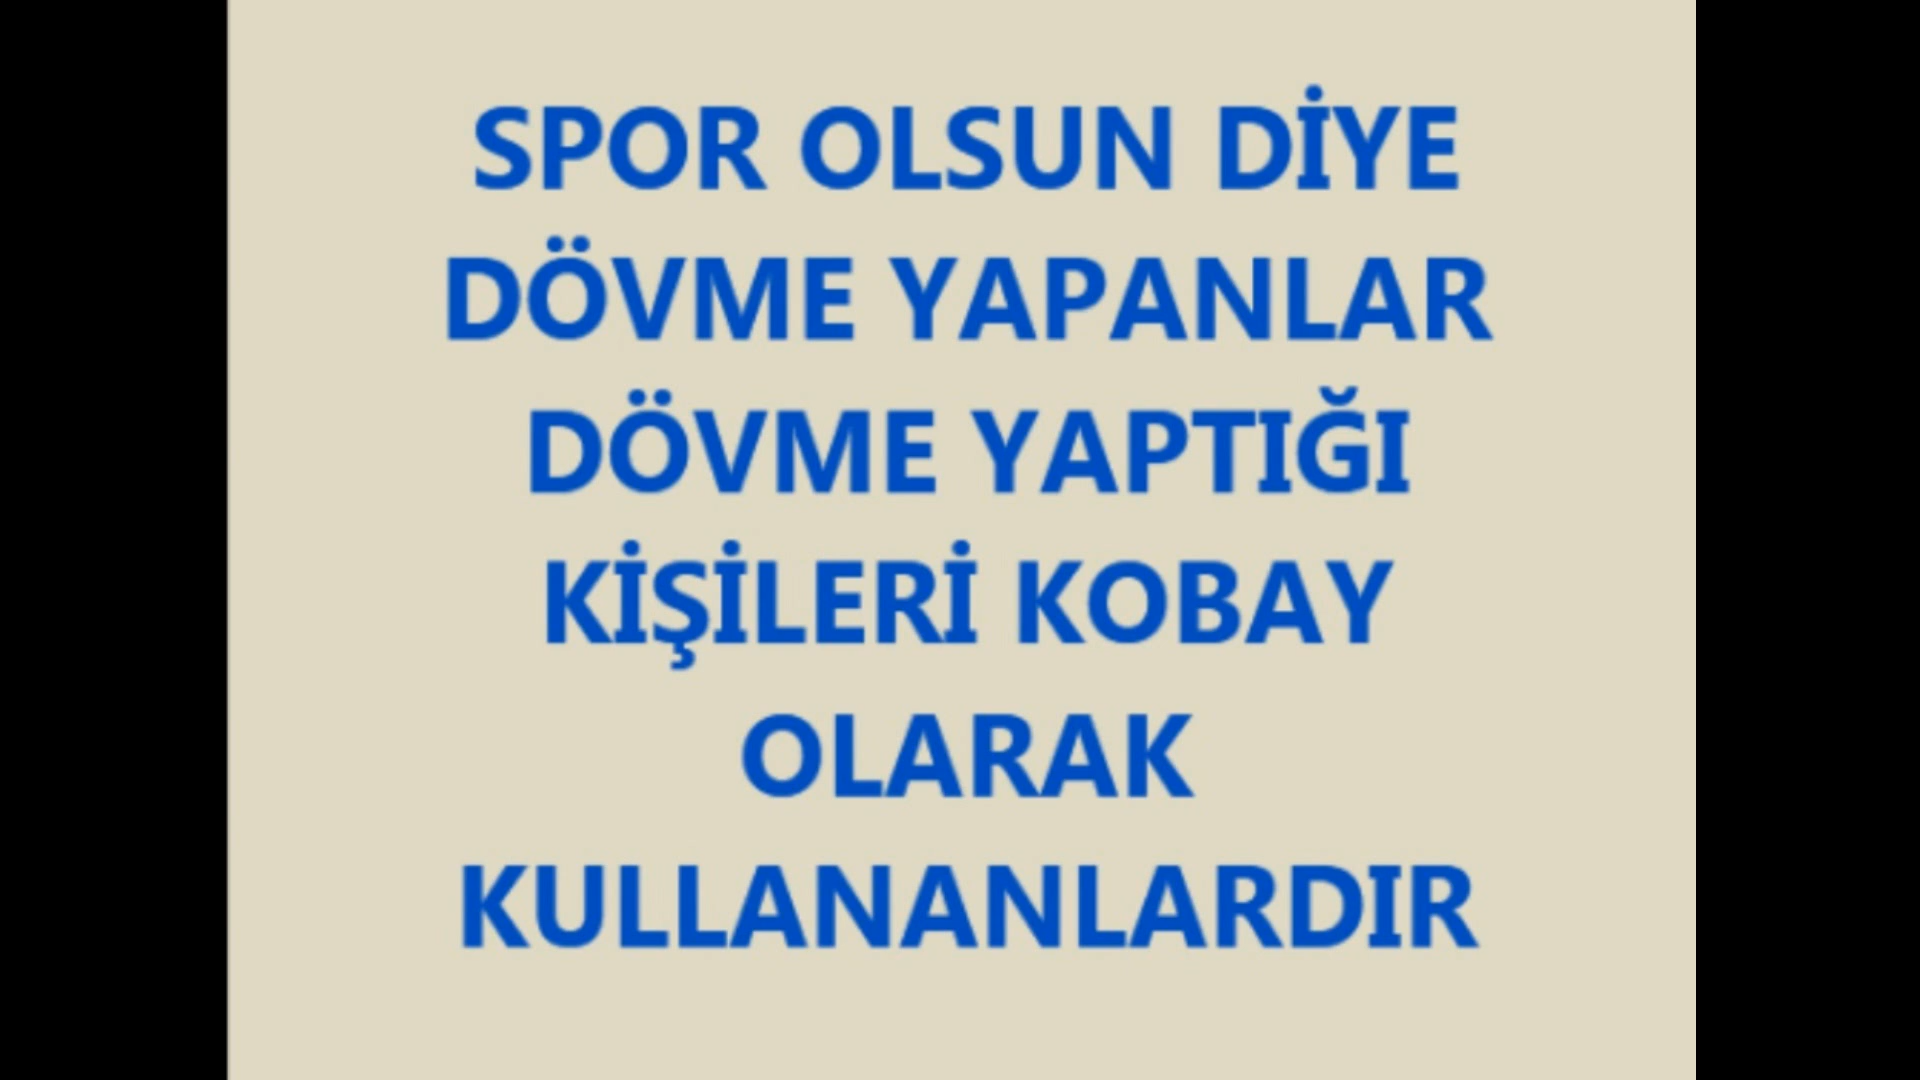 SPOR OLSUN DİYE
DÖVME YAPANLAR
DÖVME YAPTIĞI
KİŞİLERİ KOBAY
OLARAK
KULLANANLARDIR